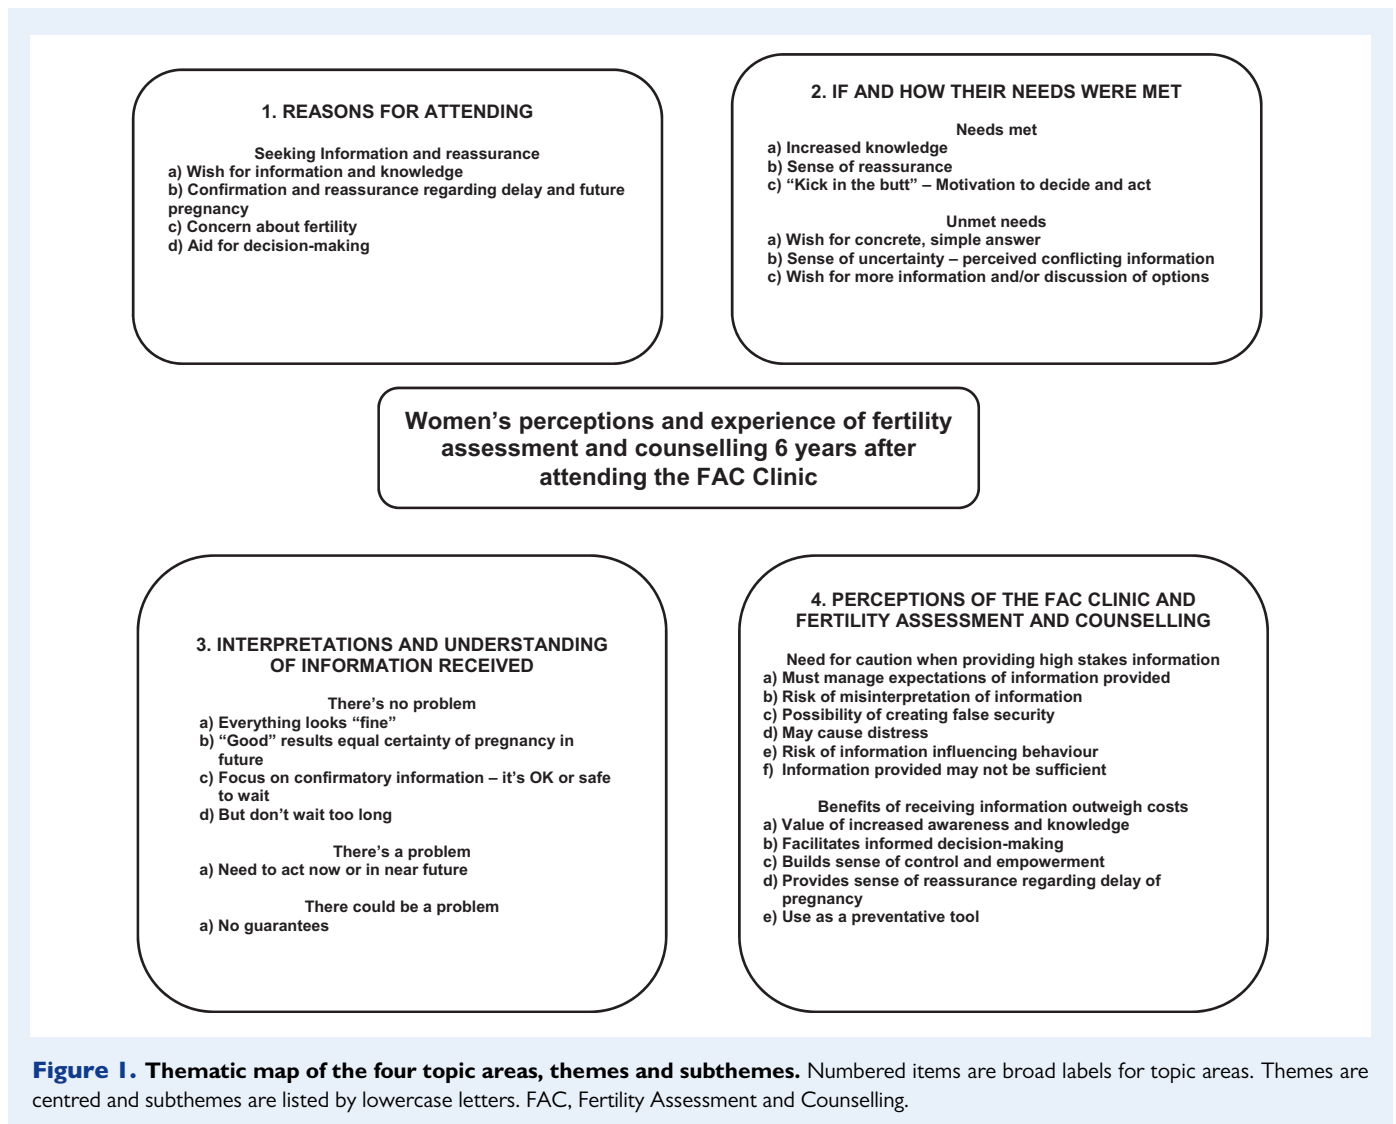 1. REASONS FOR ATTENDING
Seeking Information and reassurance
a) Wish for information and knowledge
b) Confirmation and reassurance regarding delay and future
pregnancy
c) Concern about fertility
d) Aid for decision-making
2. IF AND HOW THEIR NEEDS WERE MET
Needs met
a) Increased knowledge
b) Sense of reassurance
c) “Kick in the butt” – Motivation to decide and act
Unmet needs
a) Wish for concrete, simple answer
b) Sense of uncertainty – perceived conflicting information
c) Wish for more information and/or discussion of options
Women’s perceptions and experience of fertility
assessment and counselling 6 years after
attending the FAC Clinic
3. INTERPRETATIONS AND UNDERSTANDING
OF INFORMATION RECEIVED
There’s no problem
a) Everything looks “fine”
b) “Good” results equal certainty of pregnancy in
future
c) Focus on confirmatory information – it’s OK or safe
to wait
d) But don’t wait too long
There’s a problem
a) Need to act now or in near future
There could be a problem
a) No guarantees
4. PERCEPTIONS OF THE FAC CLINIC AND
FERTILITY ASSESSMENT AND COUNSELLING
Need for caution when providing high stakes information
a) Must manage expectations of information provided
b) Risk of misinterpretation of information
c) Possibility of creating false security
d) May cause distress
e) Risk of information influencing behaviour
f) Information provided may not be sufficient
Benefits of receiving information outweigh costs
a) Value of increased awareness and knowledge
b) Facilitates informed decision-making
c) Builds sense of control and empowerment
d) Provides sense of reassurance regarding delay of
pregnancy
e) Use as a preventative tool
Figure 1. Thematic map of the four topic areas, themes and subthemes. Numbered items are broad labels for topic areas. Themes are
centred and subthemes are listed by lowercase letters. FAC, Fertility Assessment and Counselling.